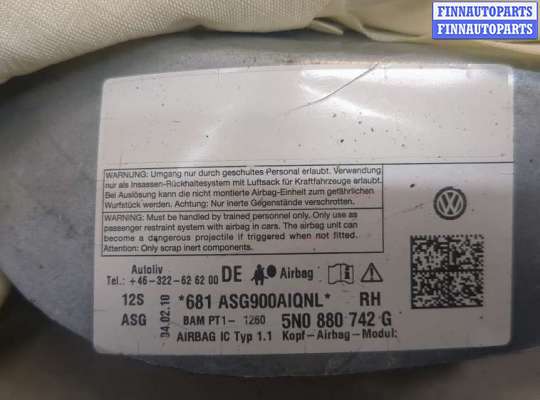 FINNAUTOPARTS
BAMPERBY.BY
WARNUNG: Umgang nur durch geschultes Personal erlaubt. Verwendung
nur als Insassen-Rückhaltesystem mit Luftsack für Kraftfahrzeuge erlaubt.
Bei Auslösung kann die nicht montierte Airbag-Einheit zum gefährlichen
Wurfstück werden. Achtung: Nur inerte Gegenstände verschrotten.
WARNING: Must be handled by trained personnel only. Only use as
passenger restraint system with airbag in cars. The airbag unit can
become a dangerous projectile if triggered when not fitted.
Attention: Only scrap inert components.
Autoliv
Tel.: +46-322-62 62 00 DE Airbag
12S *681 ASG900AIQNL* RH
ASG 04.02.10 BAM PT1- 1260 5N0 880 742 G
AIRBAG IC Typ 1.1 Kopf-Airbag-Modul
FINNAUTOPARTS
BAMPERBY.BY